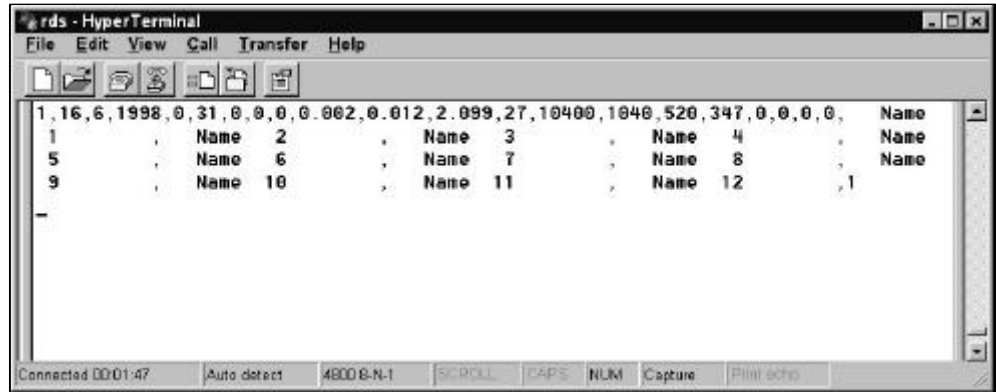 rds - HyperTerminal
File Edit View Call Transfer Help
1,16,6,1998,0,31,0,0,0,0.002,0.012,2.099,27,10400,1040,520,347,0,0,0,0, Name
1 , Name 2 , Name 3 , Name 4 , Name
5 , Name 6 , Name 7 , Name 8 , Name
9 , Name 10 , Name 11 , Name 12 ,1
Connected 00:01:47 Auto detect 4800 8-N-1 SCROLL CAPS NUM Capture Print echo